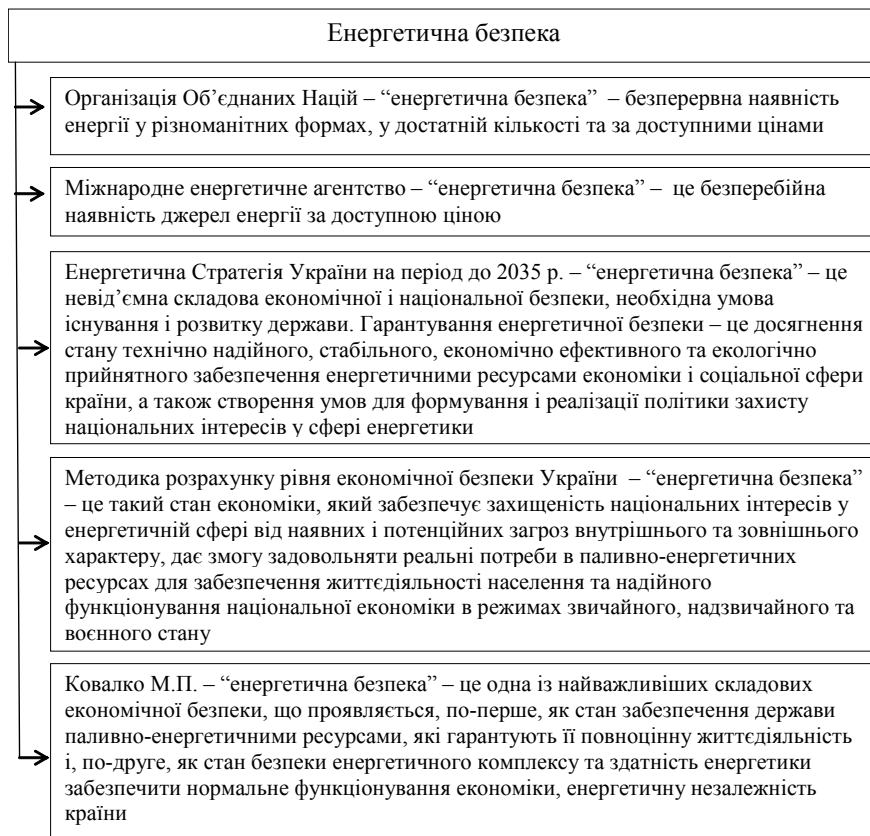 Енергетична безпека
Організація Об’єднаних Націй – “енергетична безпека” – безперервна наявність
енергії у різноманітних формах, у достатній кількості та за доступними цінами
Міжнародне енергетичне агентство – “енергетична безпека” – це безперебійна
наявність джерел енергії за доступною ціною
Енергетична Стратегія України на період до 2035 р. – “енергетична безпека” – це
невід’ємна складова економічної і національної безпеки, необхідна умова
існування і розвитку держави. Гарантування енергетичної безпеки – це досягнення
стану технічно надійного, стабільного, економічно ефективного та екологічно
прийнятного забезпечення енергетичними ресурсами економіки і соціальної сфери
країни, а також створення умов для формування і реалізації політики захисту
національних інтересів у сфері енергетики
Методика розрахунку рівня економічної безпеки України – “енергетична безпека”
– це такий стан економіки, який забезпечує захищеність національних інтересів у
енергетичній сфері від наявних і потенційних загроз внутрішнього та зовнішнього
характеру, дає змогу задовольняти реальні потреби в паливно-енергетичних
ресурсах для забезпечення життєдіяльності населення та надійного
функціонування національної економіки в режимах звичайного, надзвичайного та
воєнного стану
Ковалко М.П. – “енергетична безпека” – це одна із найважливіших складових
економічної безпеки, що проявляється, по-перше, як стан забезпечення держави
паливно-енергетичними ресурсами, які гарантують її повноцінну життєдіяльність
і, по-друге, як стан безпеки енергетичного комплексу та здатність енергетики
забезпечити нормальне функціонування економіки, енергетичну незалежність
країни